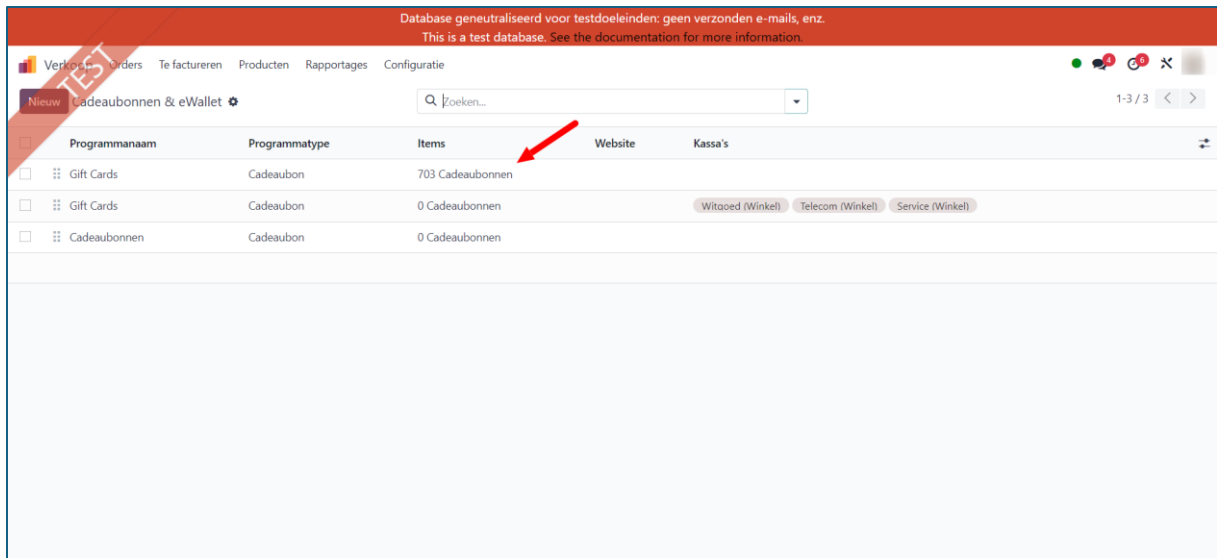 Database geneutraliseerd voor testdoeleinden: geen verzonden e-mails, enz.
This is a test database. See the documentation for more information.
TEST
Verkoop Orders Te factureren Producten Rapportages Configuratie 4 6
Nieuw Cadeaubonnen & eWallet Zoeken... 1-3 / 3
Programmanaam Programmatype Items Website Kassa's
Gift Cards Cadeaubon 703 Cadeaubonnen
Gift Cards Cadeaubon 0 Cadeaubonnen Witgoed (Winkel) Telecom (Winkel) Service (Winkel)
Cadeaubonnen Cadeaubon 0 Cadeaubonnen